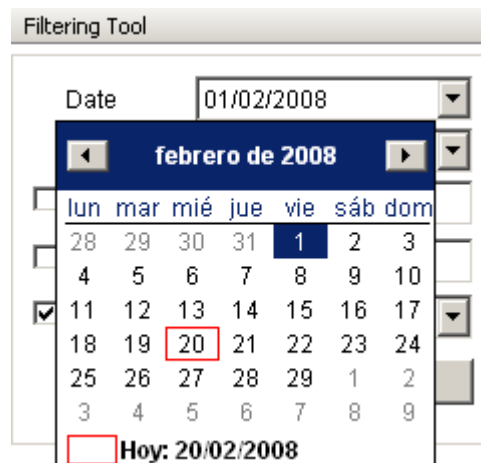 Filtering Tool
Date 01/02/2008
febrero de 2008
lun mar mié jue vie sáb dom
28 29 30 31 1 2 3
4 5 6 7 8 9 10
11 12 13 14 15 16 17
18 19 20 21 22 23 24
25 26 27 28 29 1 2
3 4 5 6 7 8 9
Hoy: 20/02/2008